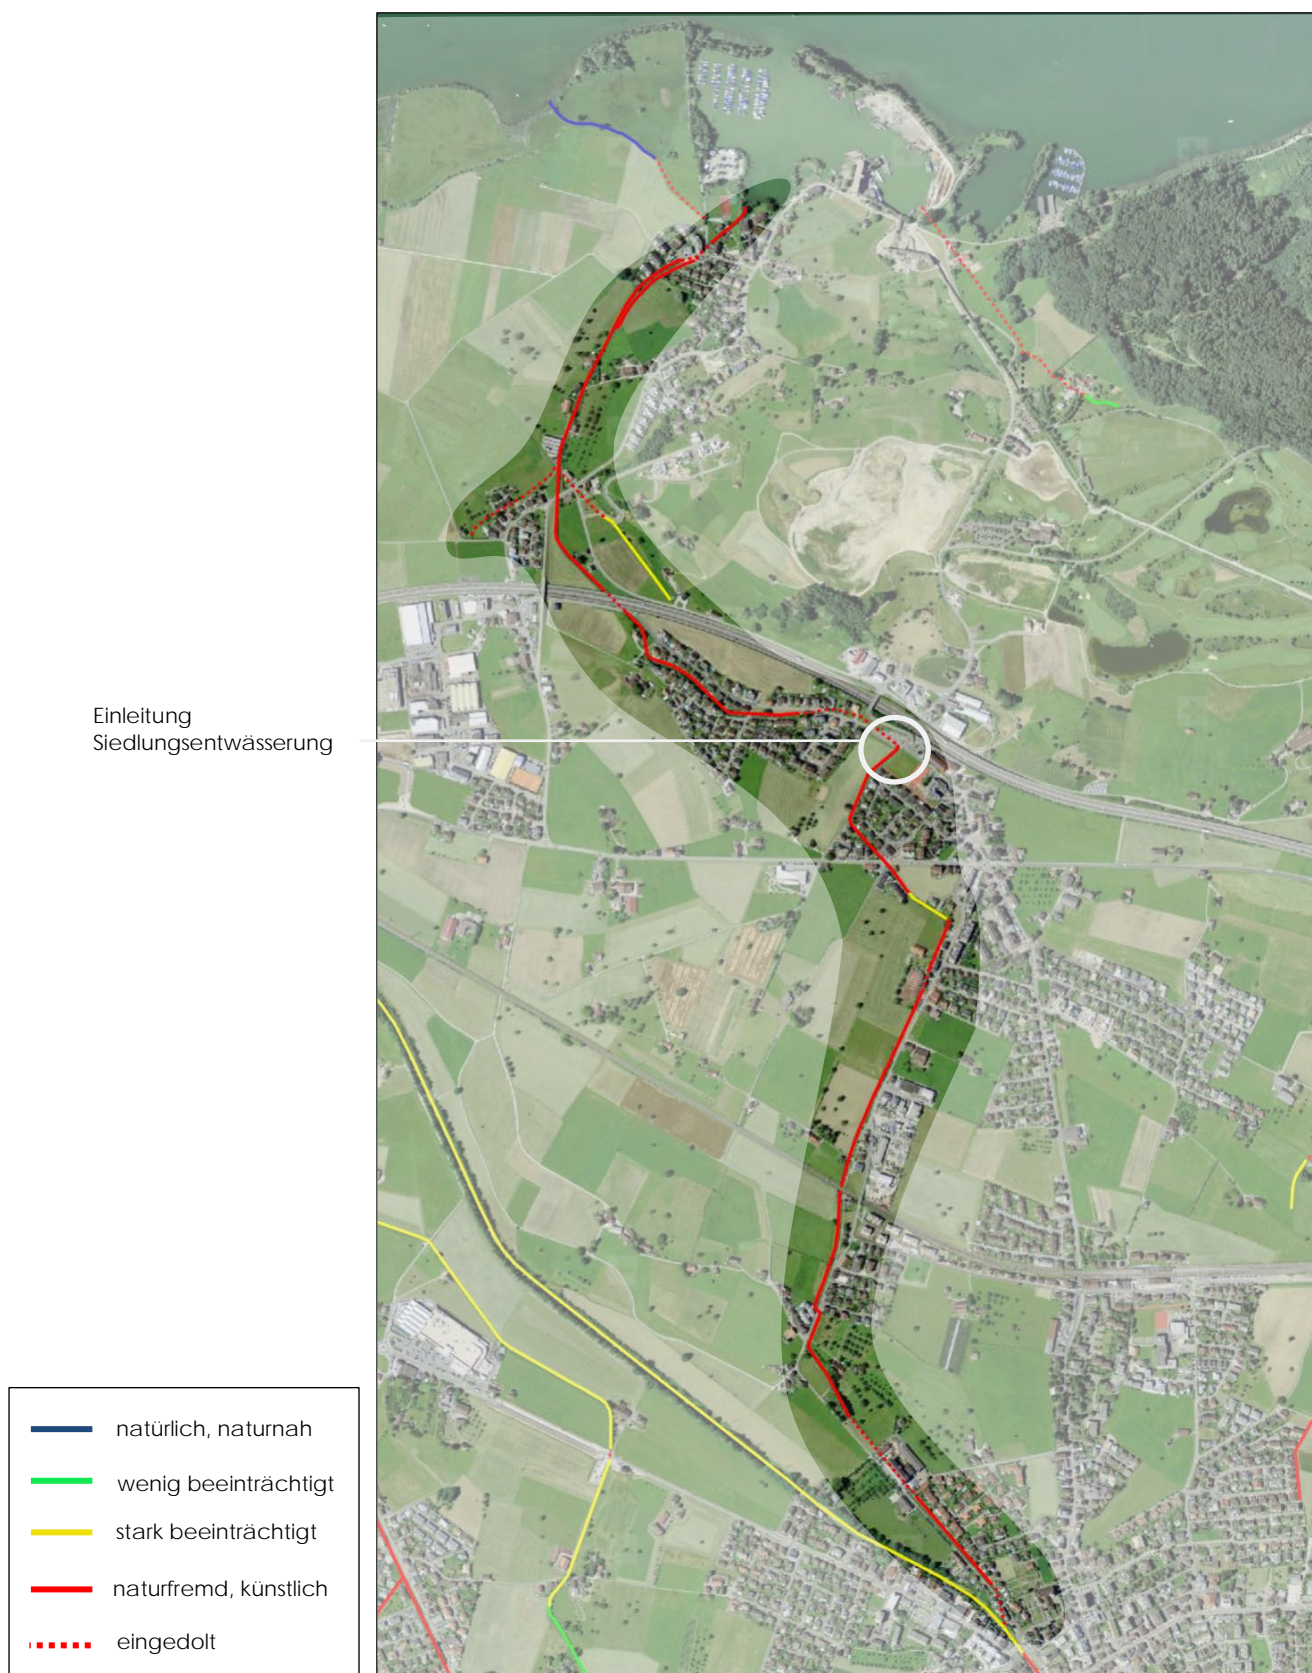 Einleitung
Siedlungsentwässerung
natürlich, naturnah
wenig beeinträchtigt
stark beeinträchtigt
naturfremd, künstlich
eingedolt